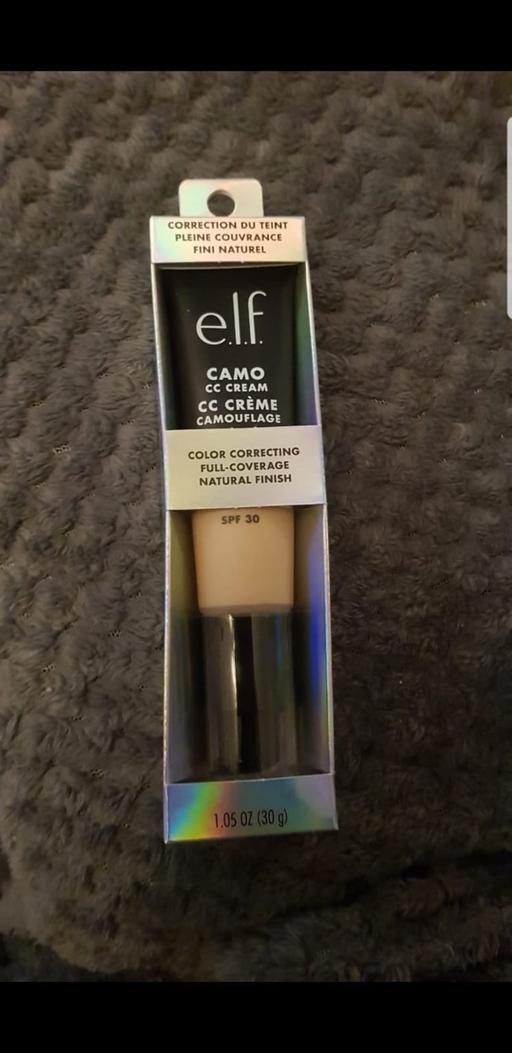 CORRECTION DU TEINT
PLEINE COUVRANCE
FINI NATUREL
e.l.f.
CAMO
CC CREAM
CC CRÈME
CAMOUFLAGE
COLOR CORRECTING
FULL-COVERAGE
NATURAL FINISH
SPF 30
1.05 OZ (30 g)